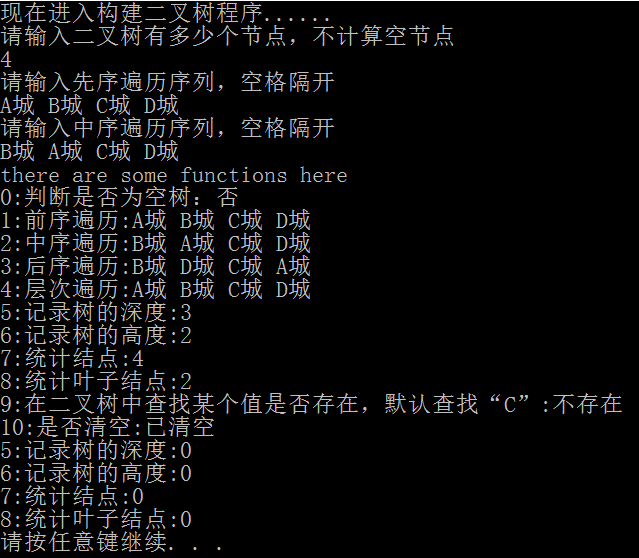 现在进入构建二叉树程序......
请输入二叉树有多少个节点，不计算空节点
4
请输入先序遍历序列，空格隔开
A城 B城 C城 D城
请输入中序遍历序列，空格隔开
B城 A城 C城 D城
there are some functions here
0:判断是否为空树：否
1:前序遍历:A城 B城 C城 D城
2:中序遍历:B城 A城 C城 D城
3:后序遍历:B城 D城 C城 A城
4:层次遍历:A城 B城 C城 D城
5:记录树的深度:3
6:记录树的高度:2
7:统计结点:4
8:统计叶子结点:2
9:在二叉树中查找某个值是否存在，默认查找“C”:不存在
10:是否清空:已清空
5:记录树的深度:0
6:记录树的高度:0
7:统计结点:0
8:统计叶子结点:0
请按任意键继续. . .